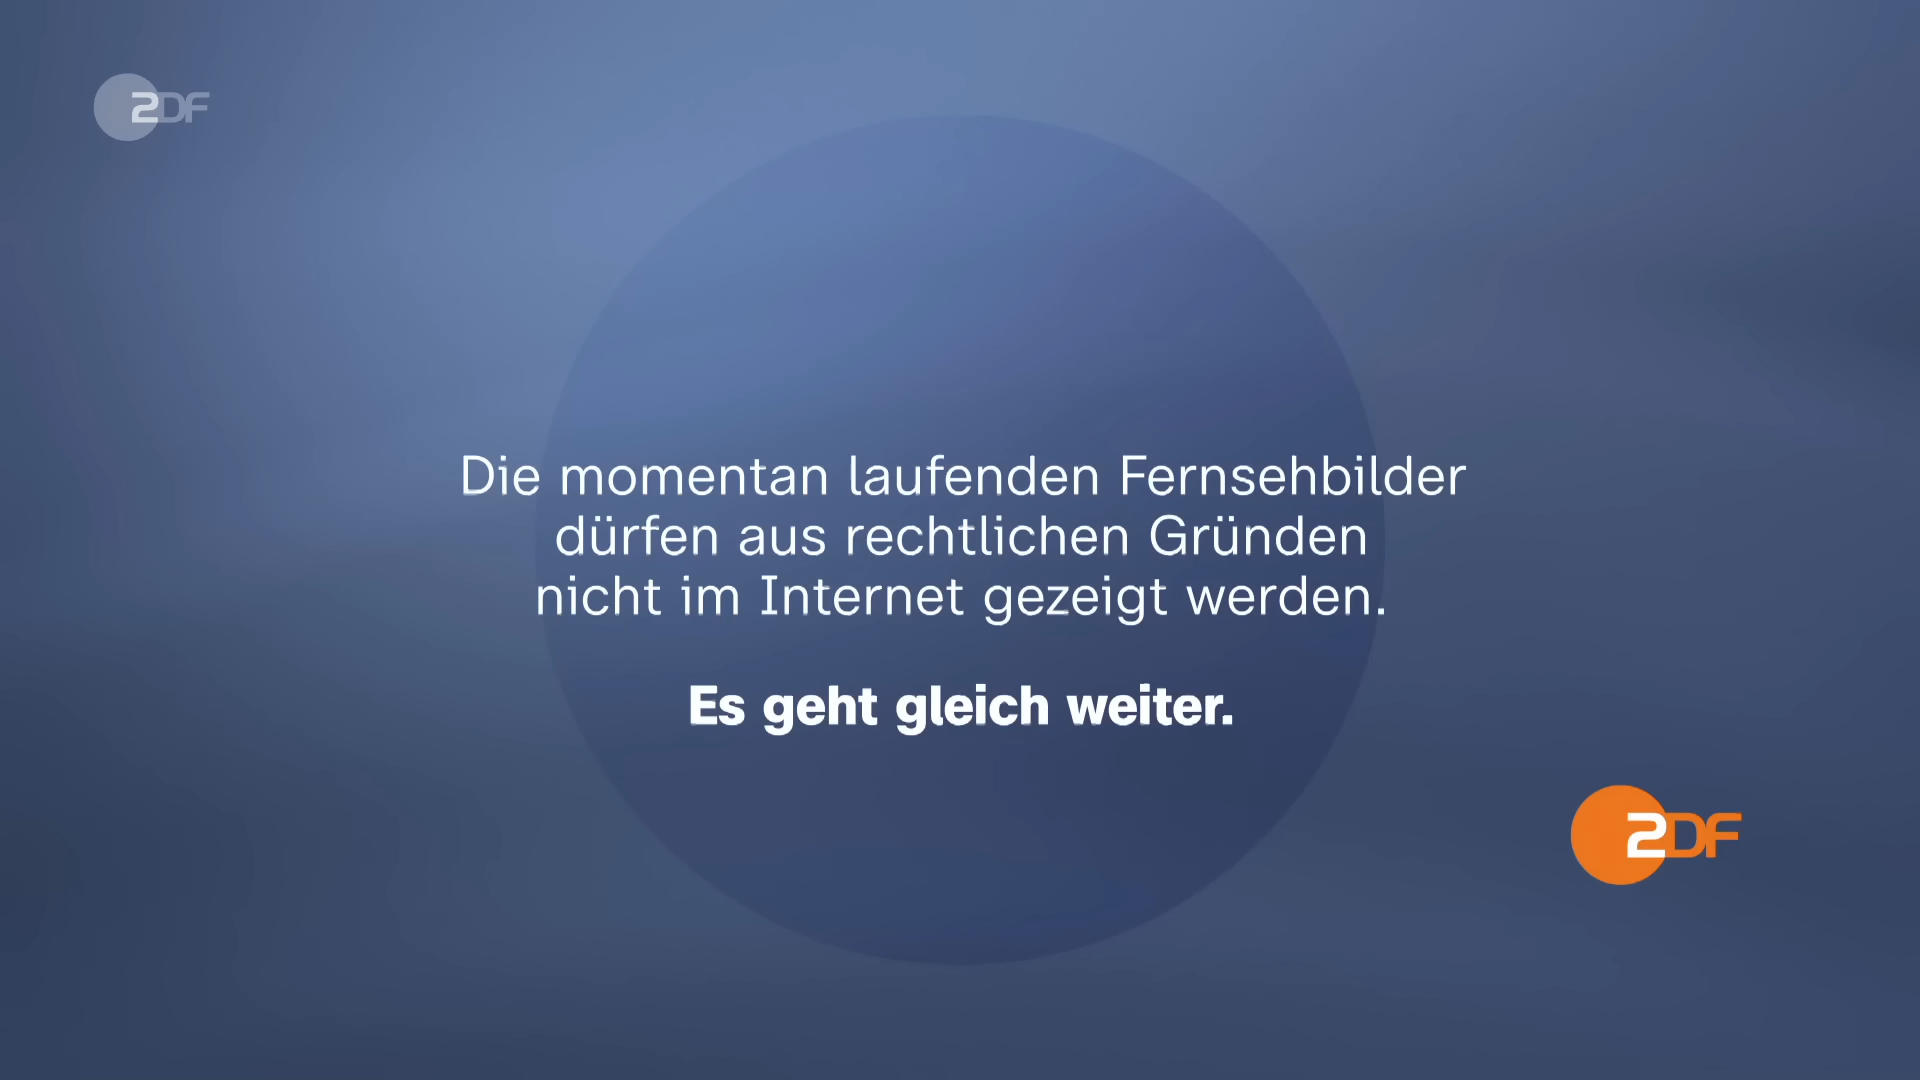 ZDF
Die momentan laufenden Fernsehbilder
dürfen aus rechtlichen Gründen
nicht im Internet gezeigt werden.
Es geht gleich weiter.
ZDF